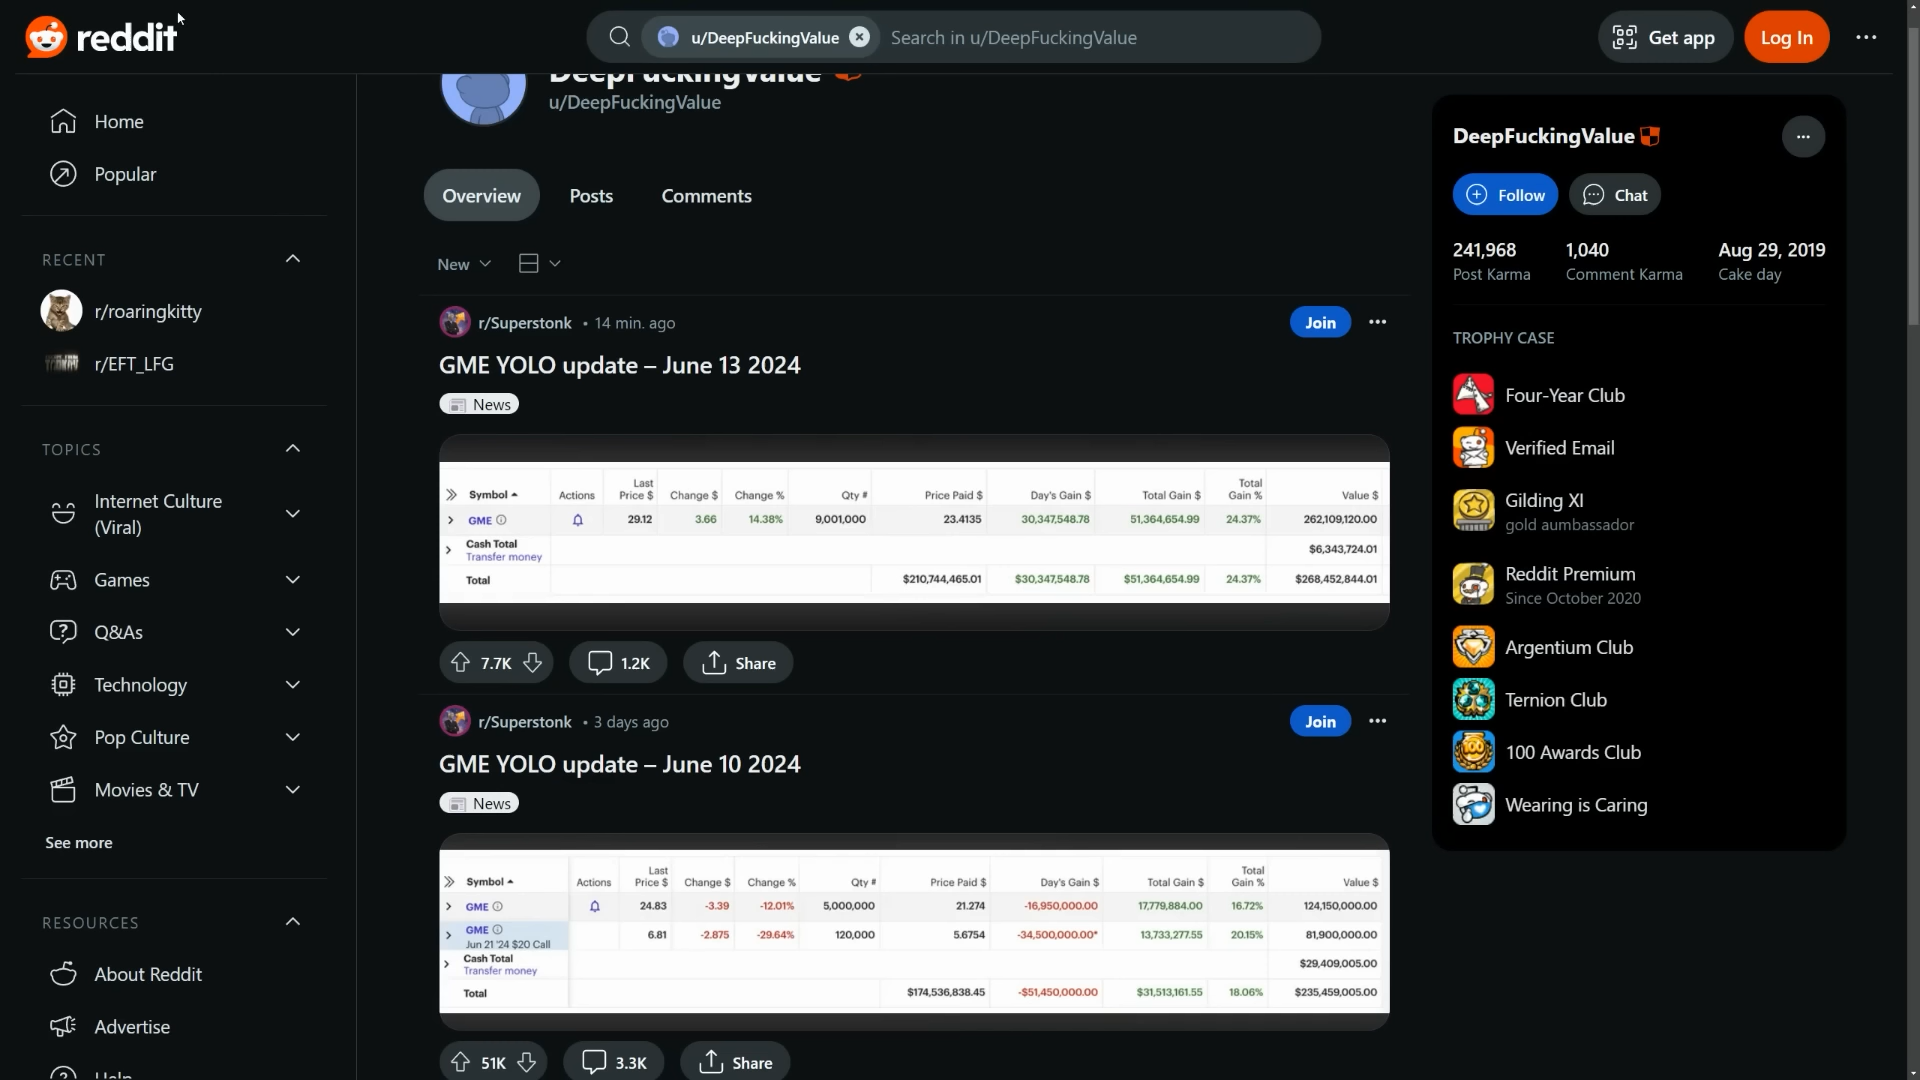 reddit
u/DeepFuckingValue
Search in u/DeepFuckingValue
Get app
Log In
Home
Popular
RECENT
r/roaringkitty
r/EFT_LFG
TOPICS
Internet Culture
(Viral)
Games
Q&As
Technology
Pop Culture
Movies & TV
See more
RESOURCES
About Reddit
Advertise
Help
DeepFuckingValue
u/DeepFuckingValue
Overview Posts Comments
New
r/Superstonk • 14 min. ago
Join
GME YOLO update – June 13 2024
News
Symbol Actions Last Price $ Change $ Change % Qty # Price Paid $ Day's Gain $ Total Gain $ Total Gain % Value $
GME 29.12 3.66 14.38% 9,001,000 23.4135 30,347,548.78 51,364,654.99 24.37% 262,109,120.00
Cash Total $6,343,724.01
Transfer money
Total $210,744,465.01 $30,347,548.78 $51,364,654.99 24.37% $268,452,844.01
7.7K 1.2K Share
r/Superstonk • 3 days ago
Join
GME YOLO update – June 10 2024
News
Symbol Actions Last Price $ Change $ Change % Qty # Price Paid $ Day's Gain $ Total Gain $ Total Gain % Value $
GME 24.83 -3.39 -12.01% 5,000,000 21.274 -16,950,000.00 17,779,884.00 16.72% 124,150,000.00
GME 6.81 -2.875 -29.64% 120,000 5.6754 -34,500,000.00* 13,733,277.55 20.15% 81,900,000.00
Jun 21 '24 $20 Call
Cash Total $29,409,005.00
Transfer money
Total $174,536,838.45 -$51,450,000.00 $31,513,161.55 18.06% $235,459,005.00
51K 3.3K Share
DeepFuckingValue
Follow Chat
241,968 1,040 Aug 29, 2019
Post Karma Comment Karma Cake day
TROPHY CASE
Four-Year Club
Verified Email
Gilding XI
gold aumbassador
Reddit Premium
Since October 2020
Argentium Club
Ternion Club
100 Awards Club
Wearing is Caring